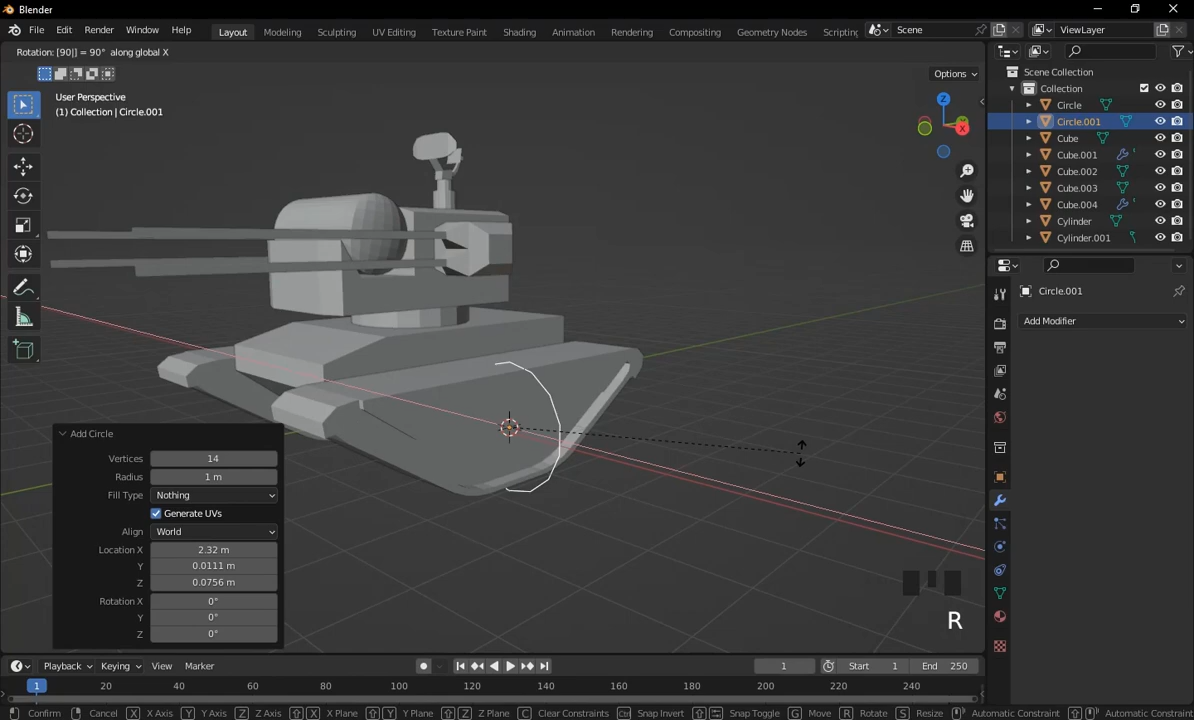 Blender
File Edit Render Window Help Layout Modeling Sculpting UV Editing Texture Paint Shading Animation Rendering Compositing Geometry Nodes Scripting Scene ViewLayer
Rotation: [90|] = 90° along global X
Options
User Perspective
(1) Collection | Circle.001
Z
X
Scene Collection
Collection
Circle
Circle.001
Cube
Cube.001
Cube.002
Cube.003
Cube.004
Cylinder
Cylinder.001
Circle.001
Add Modifier
Add Circle
Vertices 14
Radius 1 m
Fill Type Nothing
Generate UVs
Align World
Location X 2.32 m
Y 0.0111 m
Z 0.0756 m
Rotation X 0°
Y 0°
Z 0°
R
Playback Keying View Marker 1 Start 1 End 250
1 20 40 60 80 100 120 140 160 180 200 220 240
Confirm Cancel X X Axis Y Y Axis Z Z Axis X X Plane Y Y Plane Z Z Plane C Clear Constraints Ctrl Snap Invert Snap Toggle G Move R Rotate S Resize Automatic Constraint Automatic Constraint